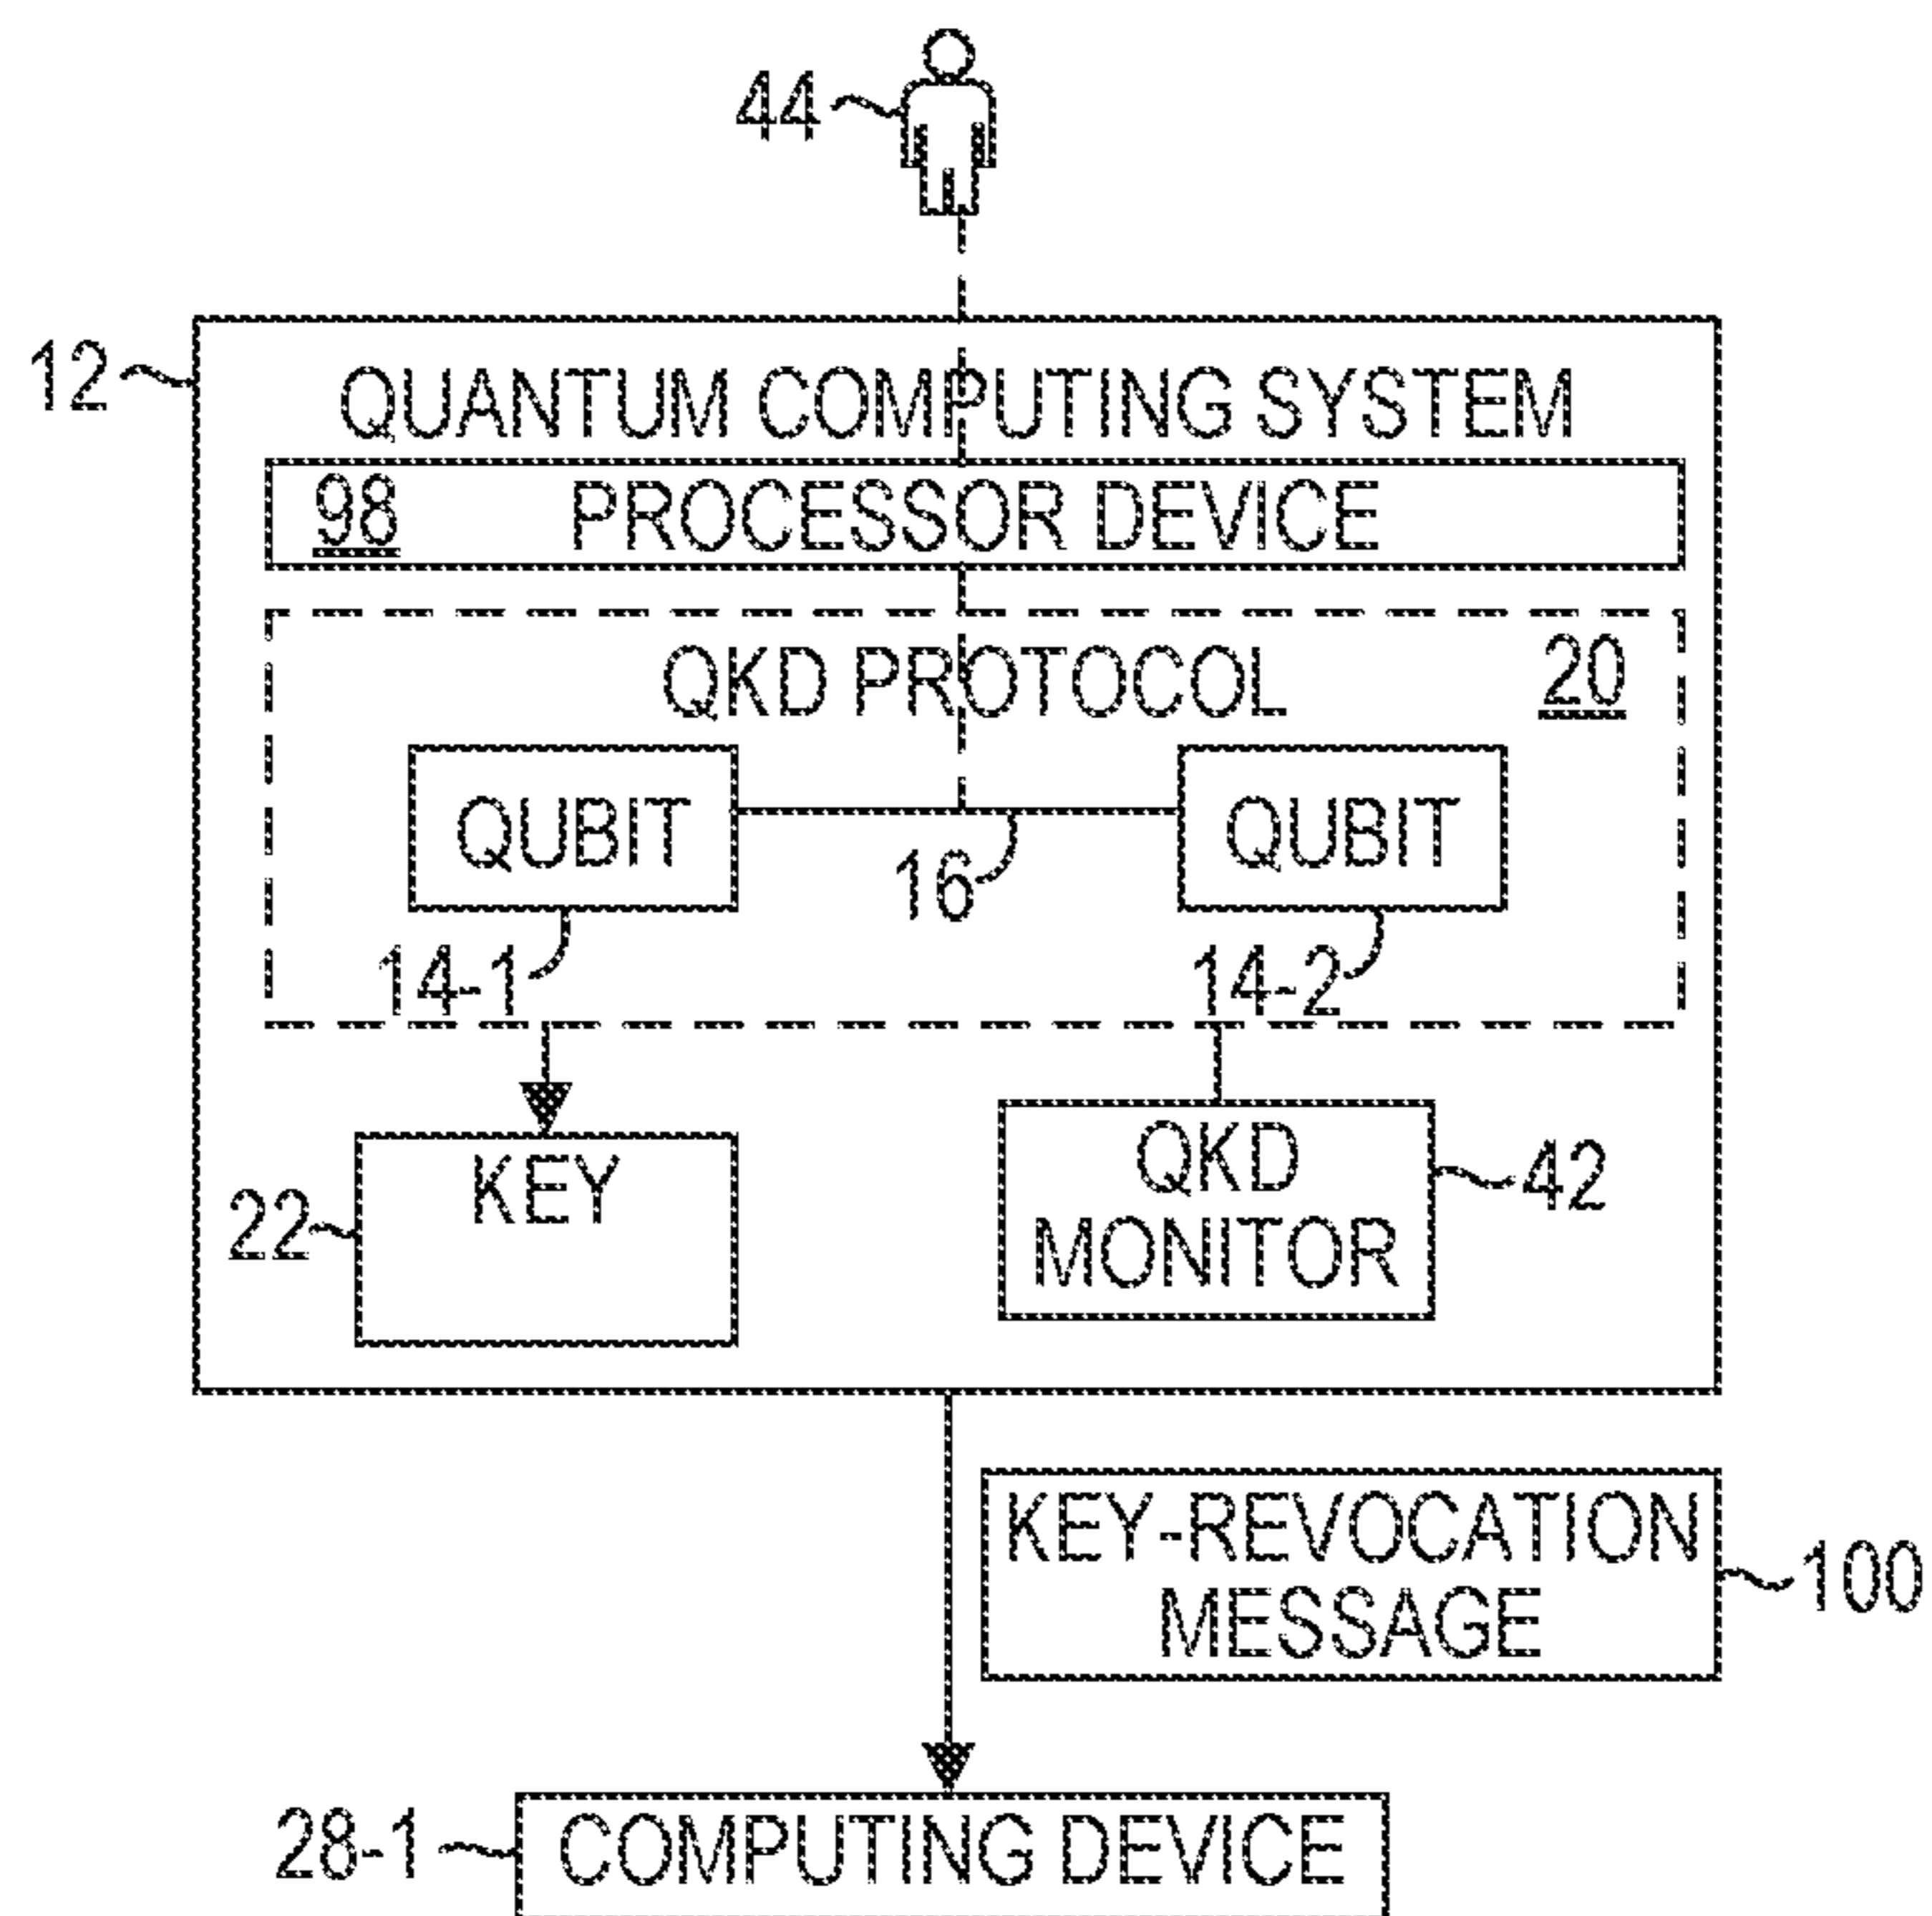 44
12
QUANTUM COMPUTING SYSTEM
98 PROCESSOR DEVICE
QKD PROTOCOL 20
QUBIT QUBIT
16
14-1 14-2
KEY
22
QKD
MONITOR
42
KEY-REVOCATION
MESSAGE
100
28-1 COMPUTING DEVICE